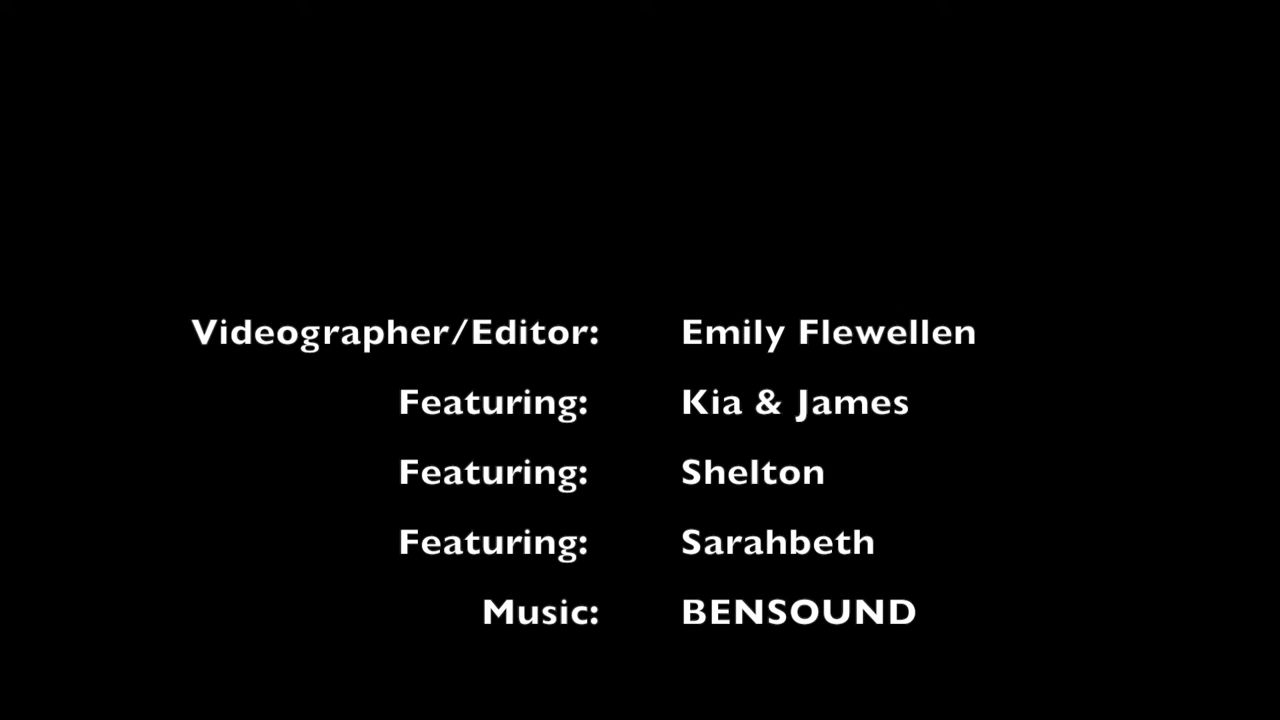 Videographer/Editor: Emily Flewellen
Featuring: Kia & James
Featuring: Shelton
Featuring: Sarahbeth
Music: BENSOUND